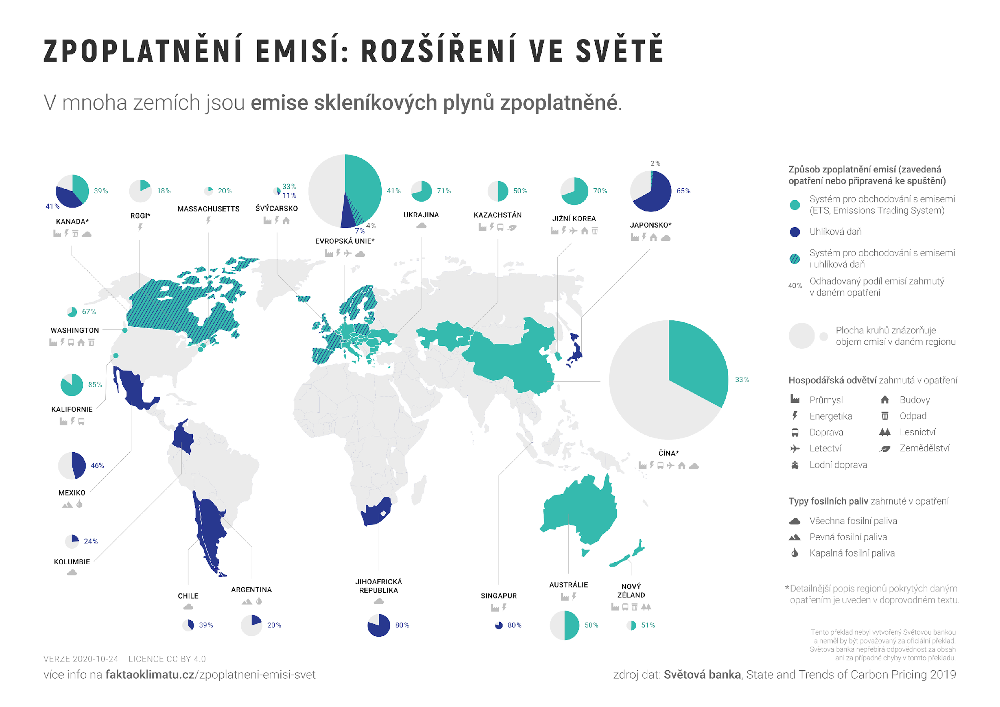 ZPOPLATNĚNÍ EMISÍ: ROZŠÍŘENÍ VE SVĚTĚ
V mnoha zemích jsou emise skleníkových plynů zpoplatněné.
39%
41%
KANADA*
18%
RGGI*
20%
MASSACHUSETTS
33%
11%
ŠVÝCARSKO
41%
4%
7%
EVROPSKÁ UNIE*
71%
UKRAJINA
50%
KAZACHSTÁN
70%
JIŽNÍ KOREA
2%
65%
JAPONSKO*
67%
WASHINGTON
85%
KALIFORNIE
46%
MEXIKO
24%
KOLUMBIE
33%
ČÍNA*
CHILE
39%
ARGENTINA
20%
JIHOAFRICKÁ
REPUBLIKA
80%
SINGAPUR
80%
AUSTRÁLIE
50%
NOVÝ
ZÉLAND
51%
Způsob zpoplatnění emisí (zavedená
opatření nebo připravená ke spuštění)
Systém pro obchodování s emisemi
(ETS, Emissions Trading System)
Uhlíková daň
Systém pro obchodování s emisemi
i uhlíková daň
40%
Odhadovaný podíl emisí zahrnutý
v daném opatření
Plocha kruhů znázorňuje
objem emisí v daném regionu
Hospodářská odvětví zahrnutá v opatření
Průmysl
Budovy
Energetika
Odpad
Doprava
Lesnictví
Letectví
Zemědělství
Lodní doprava
Typy fosilních paliv zahrnuté v opatření
Všechna fosilní paliva
Pevná fosilní paliva
Kapalná fosilní paliva
*Detailnější popis regionů pokrytých daným
opatřením je uveden v doprovodném textu.
Tento překlad nebyl vytvořený Světovou bankou
a neměl by být považovaný za oficiální překlad.
Světová banka nepřebírá odpovědnost za obsah
ani za případné chyby v tomto překladu.
VERZE 2020-10-24 LICENCE CC BY 4.0
více info na faktaoklimatu.cz/zpoplatneni-emisi-svet
zdroj dat: Světová banka, State and Trends of Carbon Pricing 2019